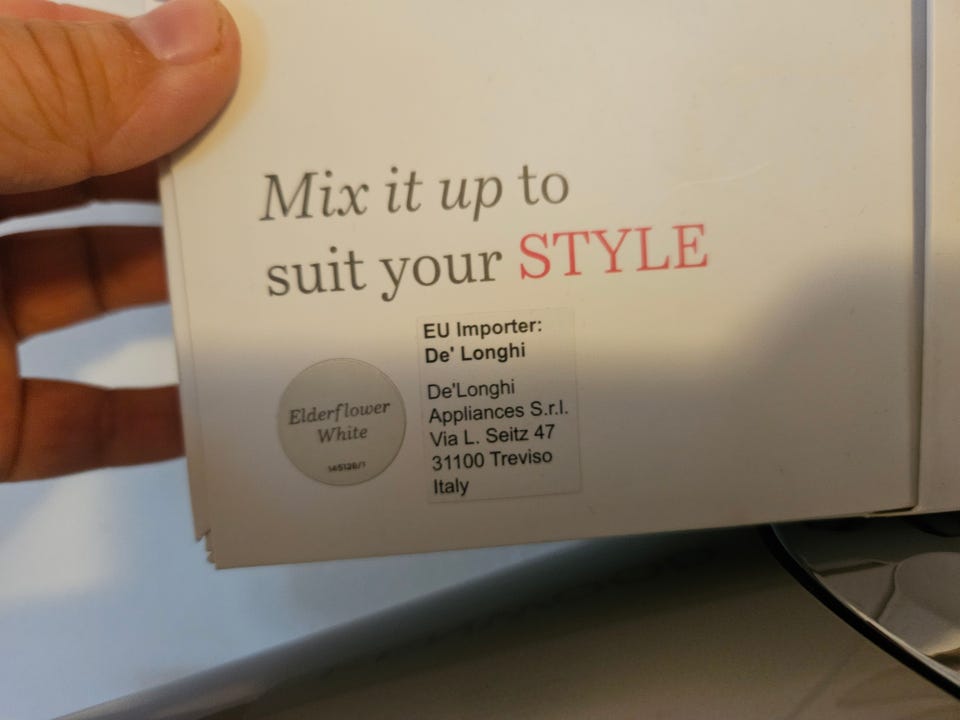 Mix it up to
suit your STYLE
EU Importer:
De' Longhi
De'Longhi
Appliances S.r.l.
Via L. Seitz 47
31100 Treviso
Italy
Elderflower
White
145126/1